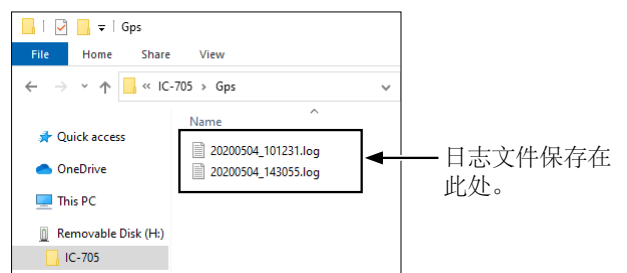 Gps
File Home Share View
« IC-705 › Gps
Name
Quick access
20200504_101231.log
OneDrive
20200504_143055.log
This PC
Removable Disk (H:)
IC-705
日志文件保存在
此处。